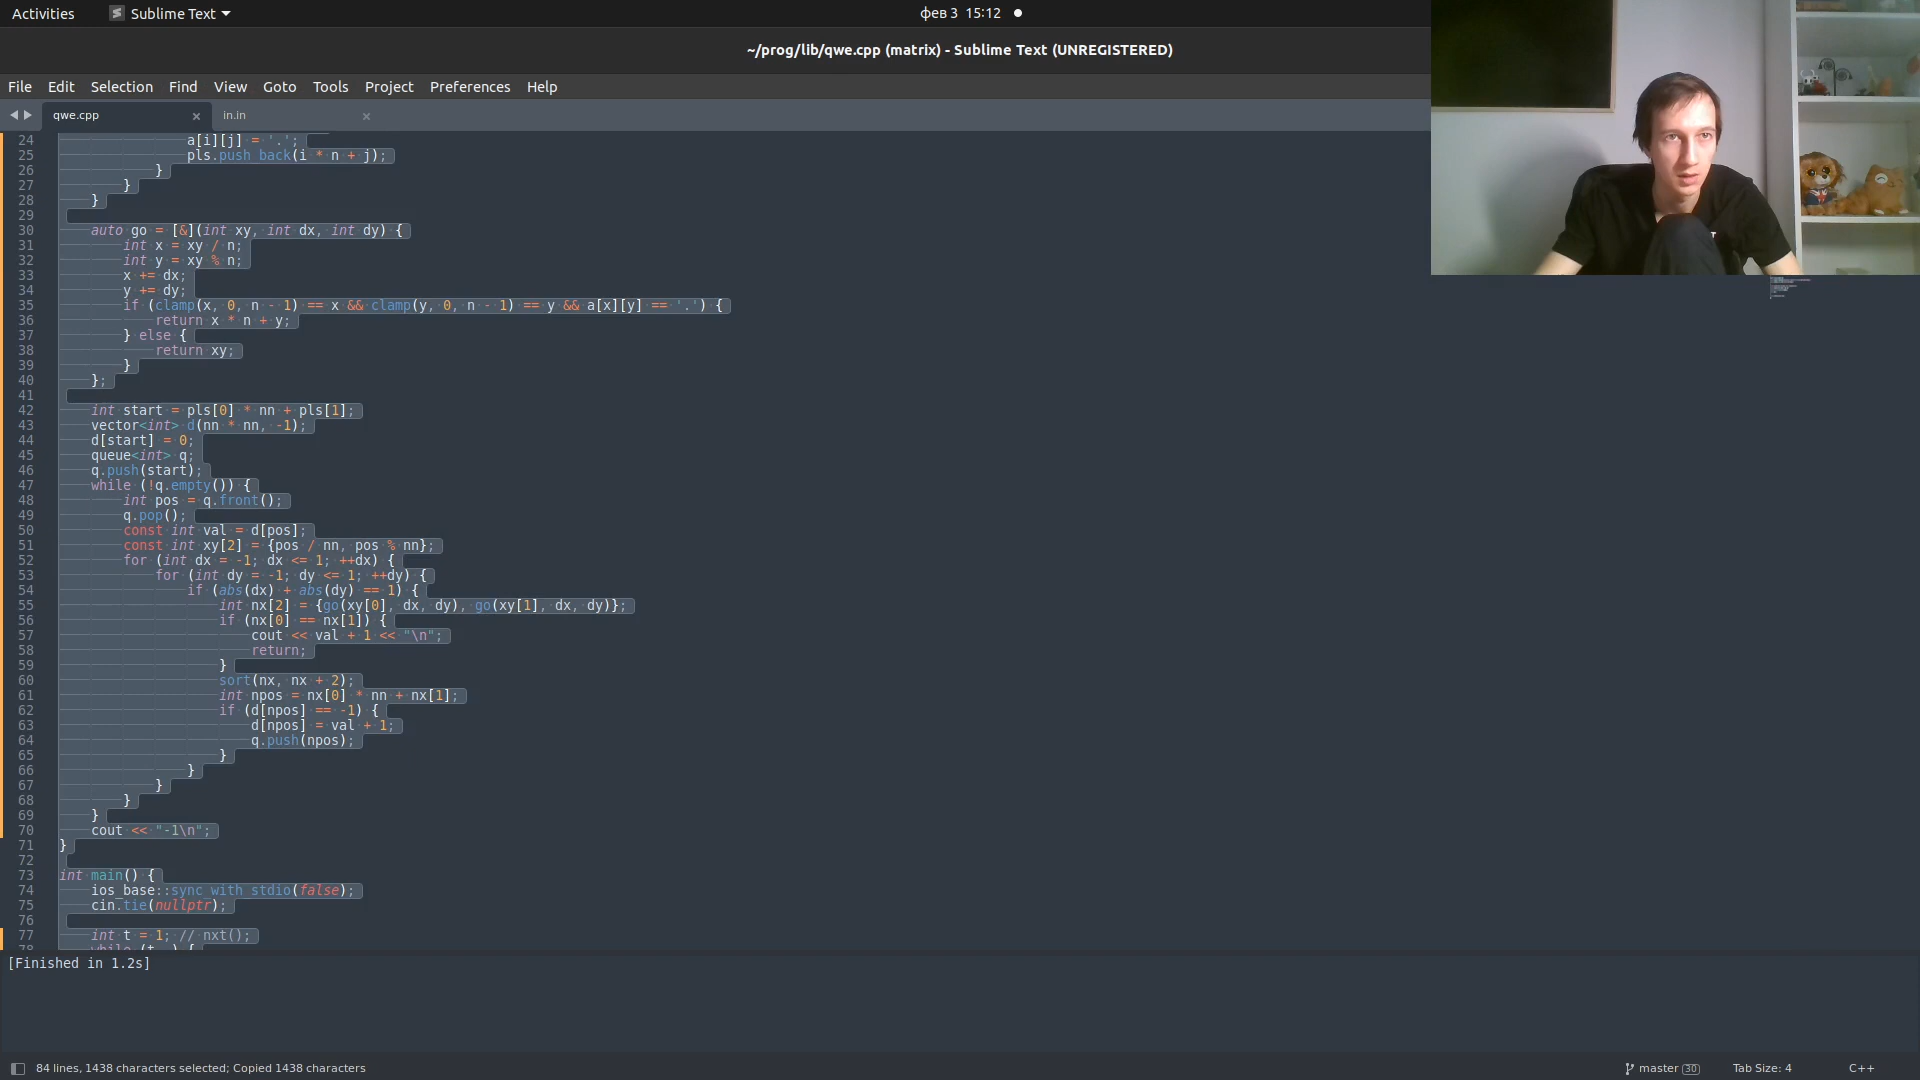 Activities
Sublime Text
фев 3 15:12
~/prog/lib/qwe.cpp (matrix) - Sublime Text (UNREGISTERED)
File Edit Selection Find View Goto Tools Project Preferences Help
qwe.cpp × in.in ×
24 a[i][j] = '.';
25 pls.push_back(i * n + j);
26 }
27 }
28 }
29
30 auto go = [&](int xy, int dx, int dy) {
31 int x = xy / n;
32 int y = xy % n;
33 x += dx;
34 y += dy;
35 if (clamp(x, 0, n - 1) == x && clamp(y, 0, n - 1) == y && a[x][y] == '.') {
36 return x * n + y;
37 } else {
38 return xy;
39 }
40 };
41
42 int start = pls[0] * nn + pls[1];
43 vector<int> d(nn * nn, -1);
44 d[start] = 0;
45 queue<int> q;
46 q.push(start);
47 while (!q.empty()) {
48 int pos = q.front();
49 q.pop();
50 const int val = d[pos];
51 const int xy[2] = {pos / nn, pos % nn};
52 for (int dx = -1; dx <= 1; ++dx) {
53 for (int dy = -1; dy <= 1; ++dy) {
54 if (abs(dx) + abs(dy) == 1) {
55 int nx[2] = {go(xy[0], dx, dy), go(xy[1], dx, dy)};
56 if (nx[0] == nx[1]) {
57 cout << val + 1 << "\n";
58 return;
59 }
60 sort(nx, nx + 2);
61 int npos = nx[0] * nn + nx[1];
62 if (d[npos] == -1) {
63 d[npos] = val + 1;
64 q.push(npos);
65 }
66 }
67 }
68 }
69 }
70 cout << "-1\n";
71 }
72
73 int main() {
74 ios_base::sync_with_stdio(false);
75 cin.tie(nullptr);
76
77 int t = 1; // nxt();
78 while (t--) {
[Finished in 1.2s]
84 lines, 1438 characters selected; Copied 1438 characters
master 30
Tab Size: 4
C++